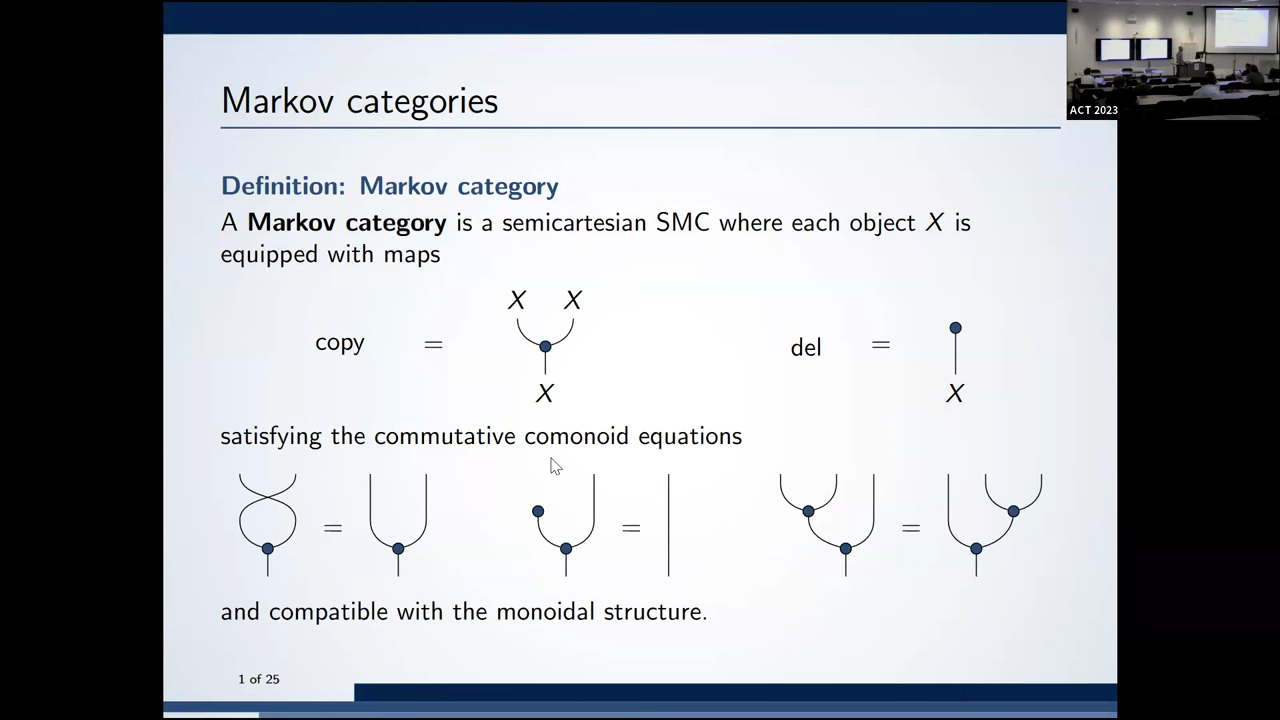 Markov categories
ACT 2023
Definition: Markov category
A Markov category is a semicartesian SMC where each object X is
equipped with maps
X X
copy =
X
del =
X
satisfying the commutative comonoid equations
= = =
and compatible with the monoidal structure.
1 of 25